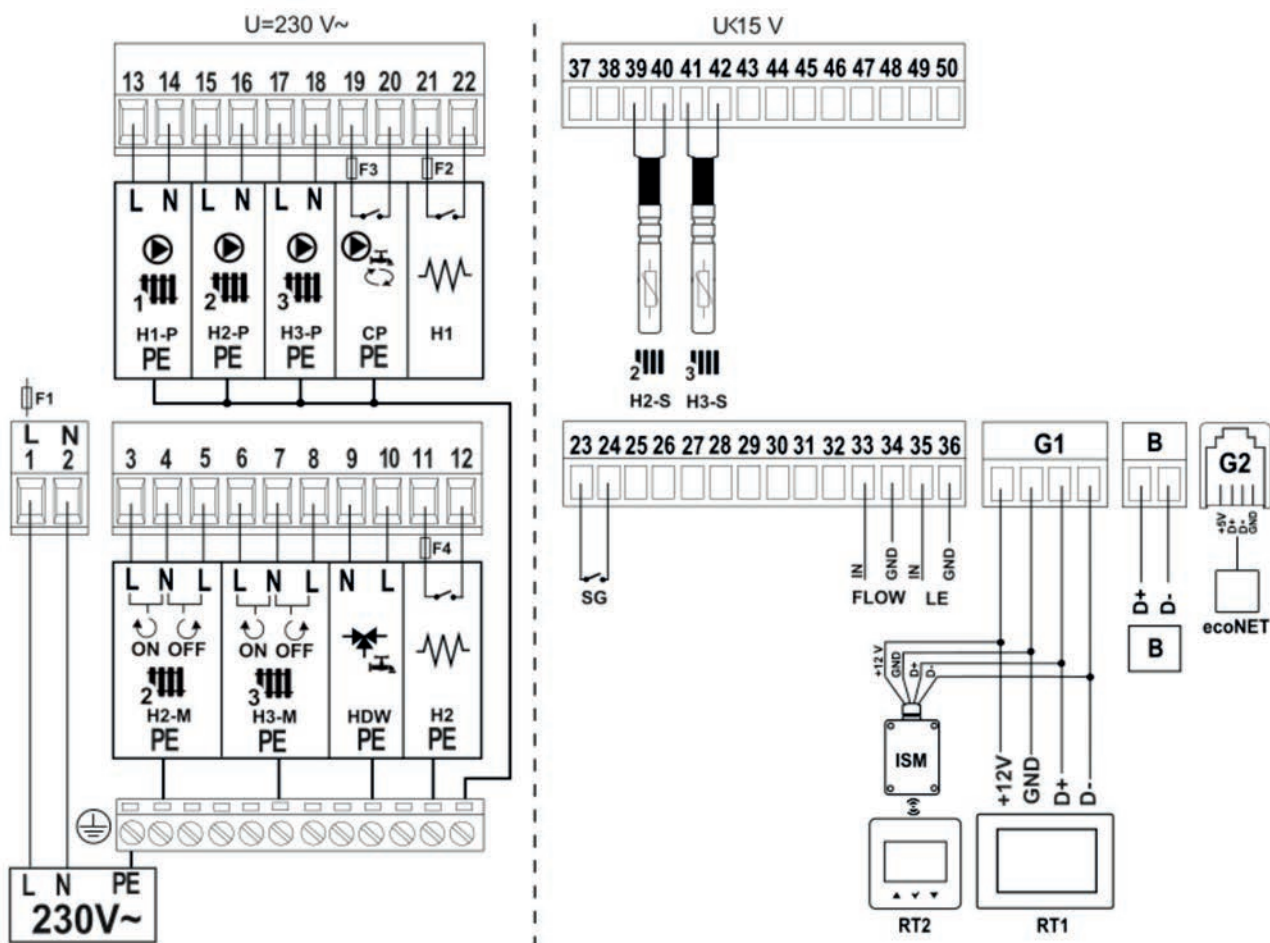 U=230 V~
13 14 15 16 17 18 19 20 21 22
F3 F2
L N L N L N
1 2 3
H1-P H2-P H3-P CP H1
PE PE PE PE
F1
L N
1 2
3 4 5 6 7 8 9 10 11 12
F4
L N L L N L N L
ON OFF ON OFF
2 3
H2-M H3-M HDW H2
PE PE PE PE
L N PE
230V~
U<15 V
37 38 39 40 41 42 43 44 45 46 47 48 49 50
2 3
H2-S H3-S
23 24 25 26 27 28 29 30 31 32 33 34 35 36
G1
B
G2
+5V
D+
D-
GND
ecoNET
SG
IN
GND
IN
GND
FLOW LE
D+
D-
B
+12 V
GND
D+
D-
ISM
+12V
GND
D+
D-
RT2 RT1